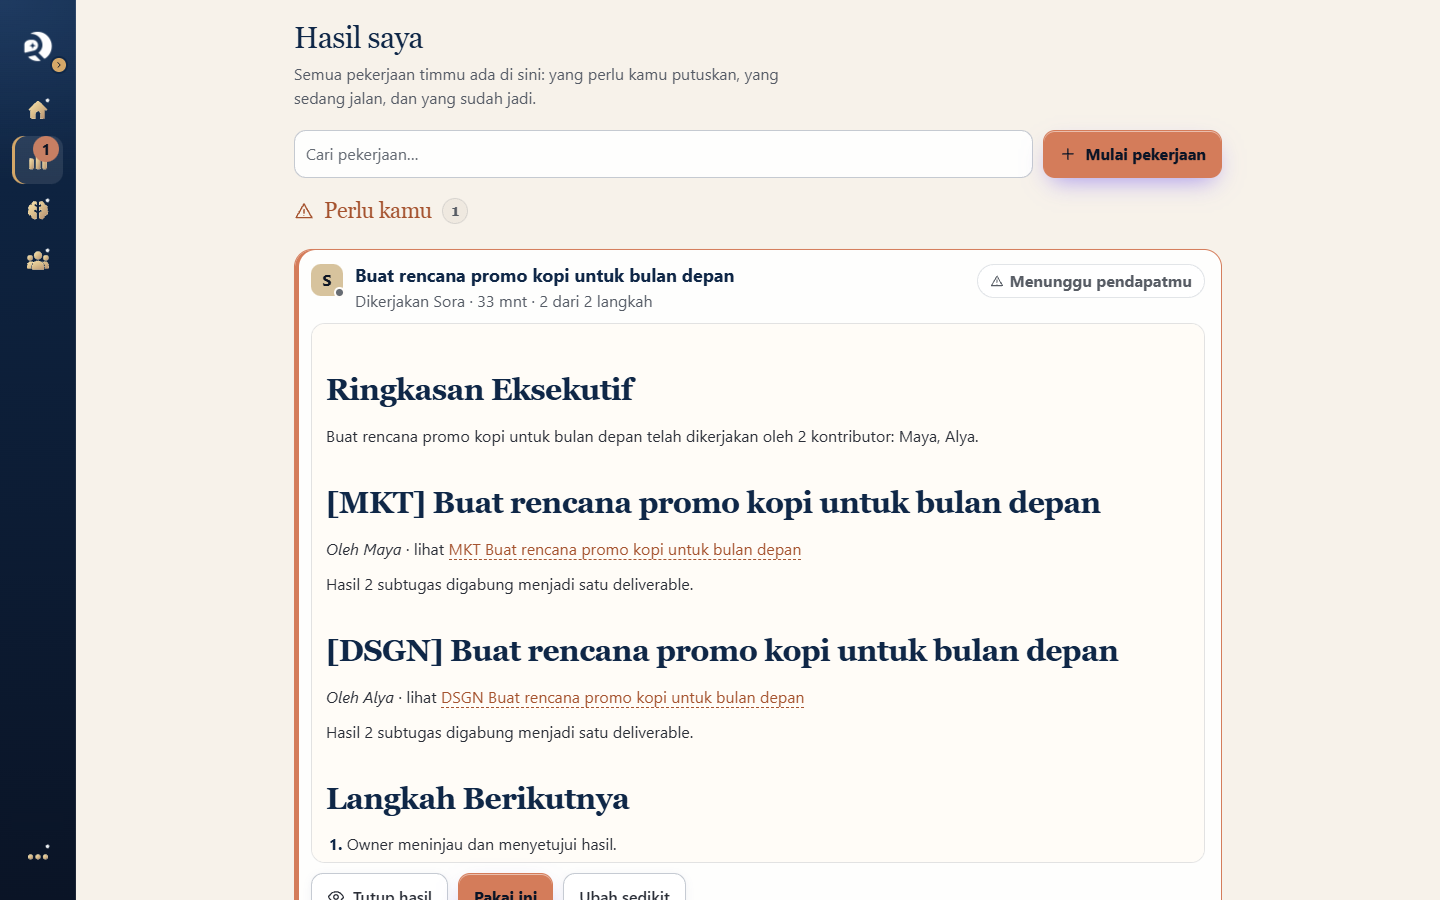 Hasil saya
Semua pekerjaan timmu ada di sini: yang perlu kamu putuskan, yang
sedang jalan, dan yang sudah jadi.
Cari pekerjaan...
+ Mulai pekerjaan
1
Perlu kamu 1
S
Buat rencana promo kopi untuk bulan depan
Dikerjakan Sora · 33 mnt · 2 dari 2 langkah
Menunggu pendapatmu
Ringkasan Eksekutif
Buat rencana promo kopi untuk bulan depan telah dikerjakan oleh 2 kontributor: Maya, Alya.
[MKT] Buat rencana promo kopi untuk bulan depan
Oleh Maya · lihat MKT Buat rencana promo kopi untuk bulan depan
Hasil 2 subtugas digabung menjadi satu deliverable.
[DSGN] Buat rencana promo kopi untuk bulan depan
Oleh Alya · lihat DSGN Buat rencana promo kopi untuk bulan depan
Hasil 2 subtugas digabung menjadi satu deliverable.
Langkah Berikutnya
1. Owner meninjau dan menyetujui hasil.
Tutup hasil
Pakai ini
Ubah sedikit